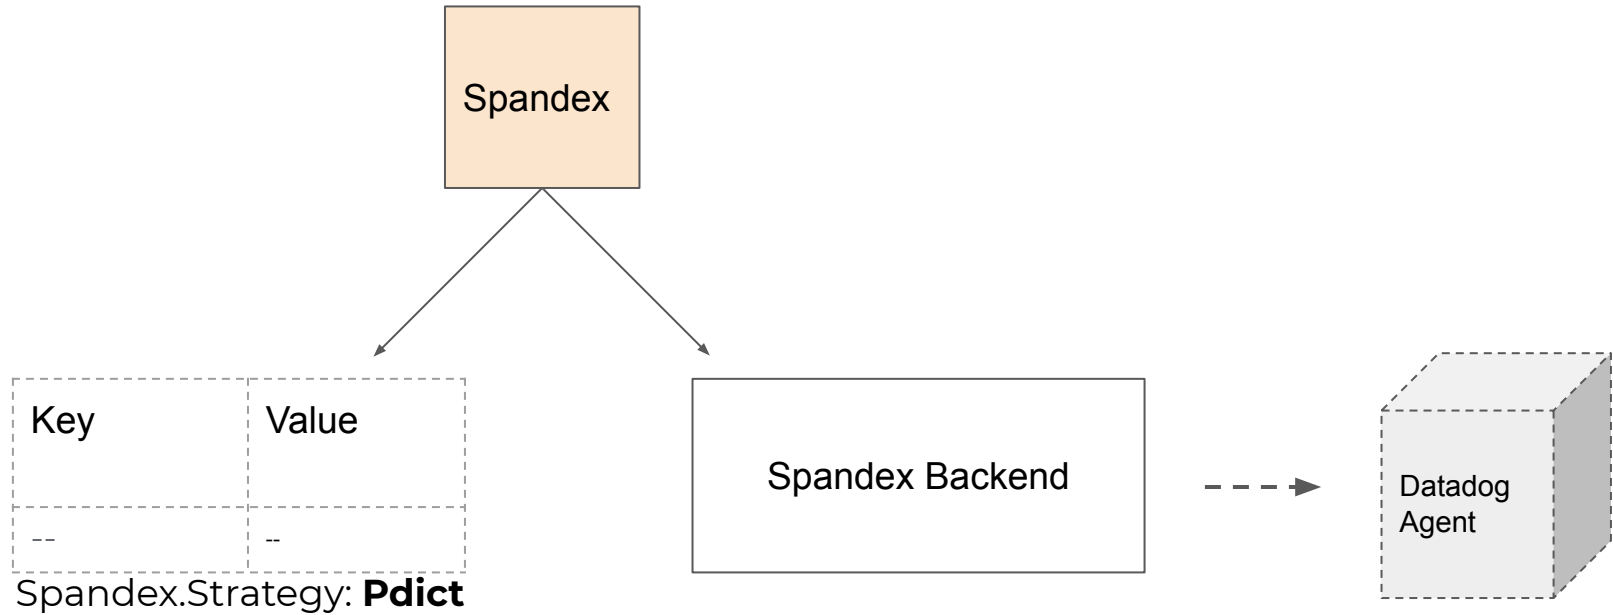 Spandex
Key Value
Spandex Backend
Datadog
Agent
-- --
Spandex.Strategy: Pdict